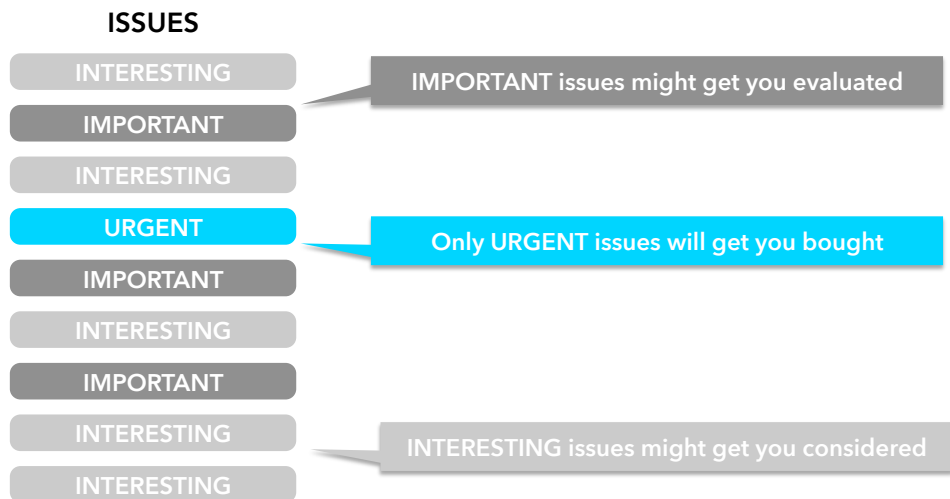 ISSUES
INTERESTING
IMPORTANT issues might get you evaluated
IMPORTANT
INTERESTING
URGENT
Only URGENT issues will get you bought
IMPORTANT
INTERESTING
IMPORTANT
INTERESTING
INTERESTING issues might get you considered
INTERESTING